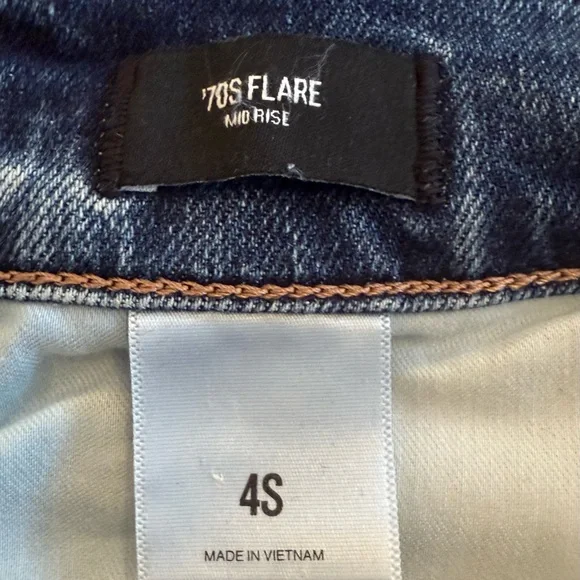 '70S FLARE
MID RISE
4S
MADE IN VIETNAM